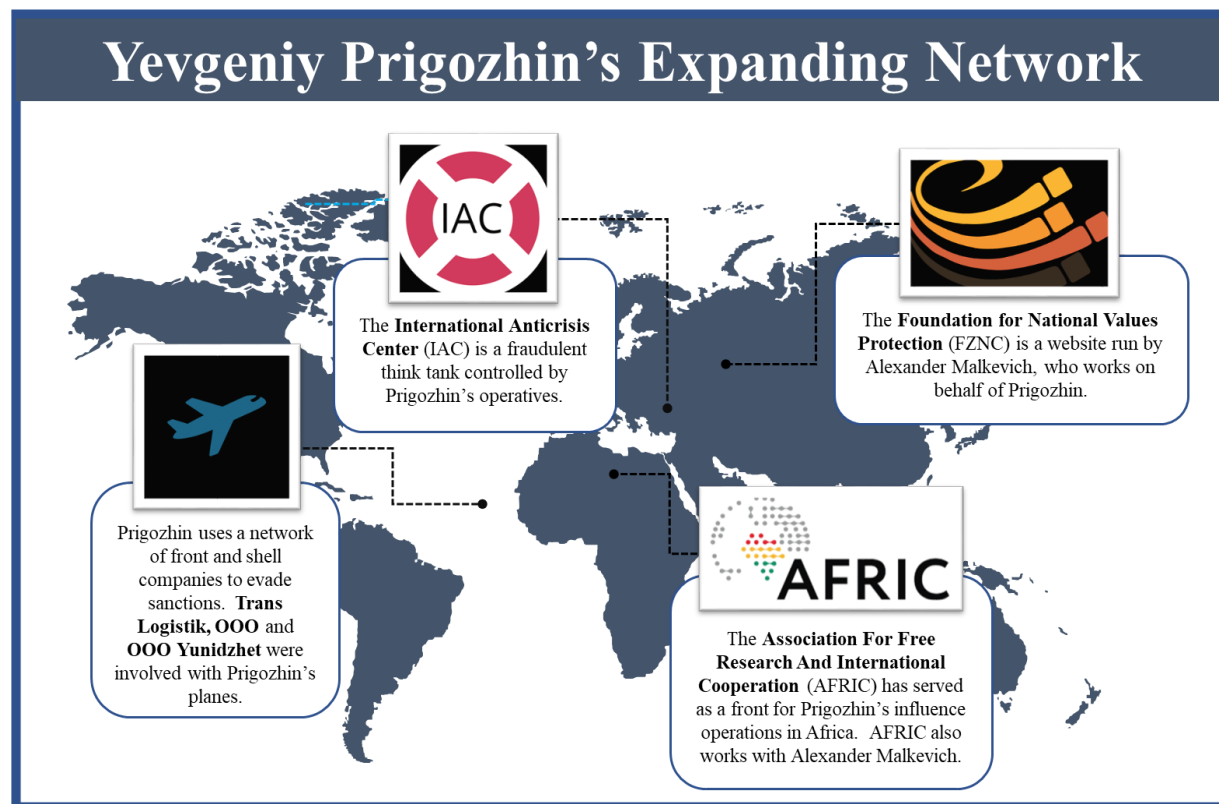 Yevgeniy Prigozhin’s Expanding Network
IAC
The International Anticrisis
Center (IAC) is a fraudulent
think tank controlled by
Prigozhin’s operatives.
The Foundation for National Values
Protection (FZNC) is a website run by
Alexander Malkevich, who works on
behalf of Prigozhin.
Prigozhin uses a network
of front and shell
companies to evade
sanctions. Trans
Logistik, OOO and
OOO Yunidzhet were
involved with Prigozhin’s
planes.
AFRIC
The Association For Free
Research And International
Cooperation (AFRIC) has served
as a front for Prigozhin’s influence
operations in Africa. AFRIC also
works with Alexander Malkevich.